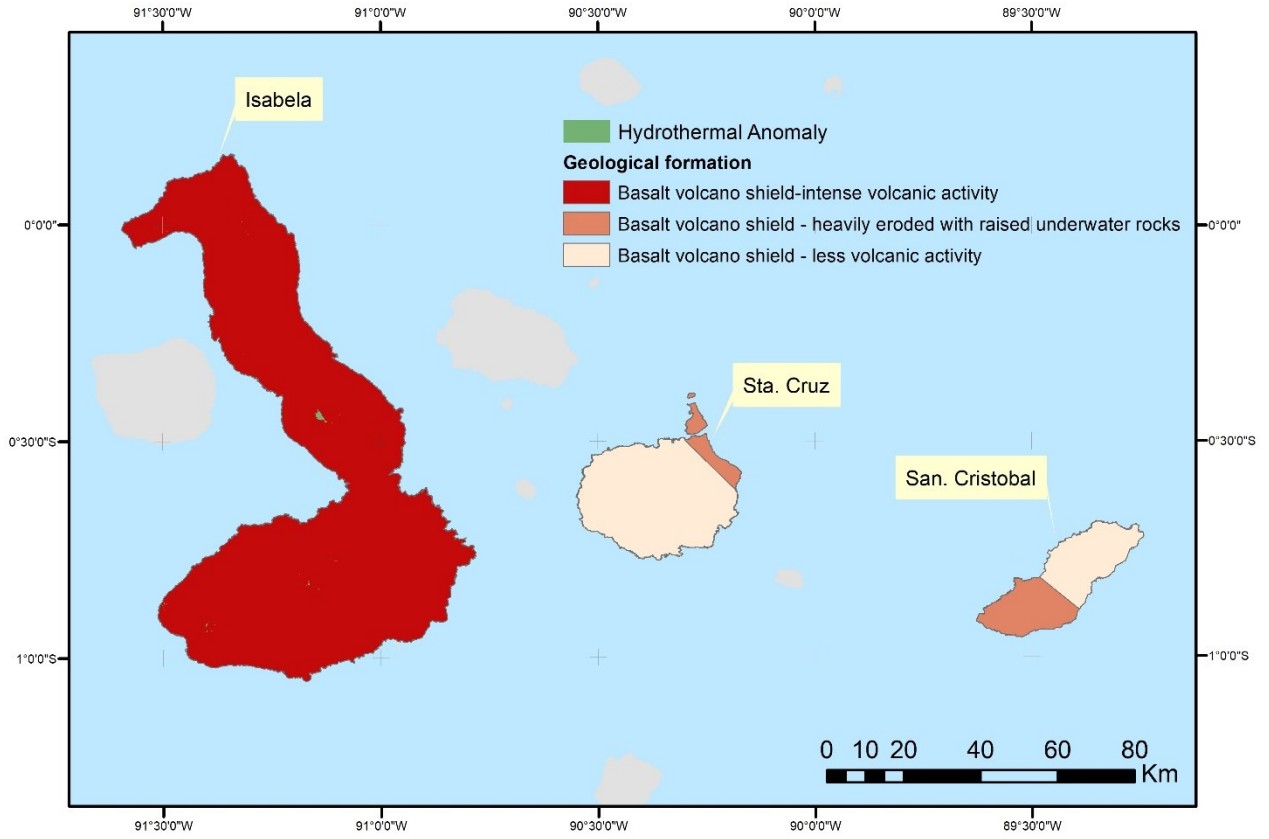 91°30'0"W 91°0'0"W 90°30'0"W 90°0'0"W 89°30'0"W
Isabela
Hydrothermal Anomaly
Geological formation
Basalt volcano shield-intense volcanic activity
Basalt volcano shield - heavily eroded with raised underwater rocks
Basalt volcano shield - less volcanic activity
0°0'0" 0°0'0"
Sta. Cruz
0°30'0"S 0°30'0"S
San. Cristobal
1°0'0"S 1°0'0"S
0 10 20 40 60 80
Km
91°30'0"W 91°0'0"W 90°30'0"W 90°0'0"W 89°30'0"W